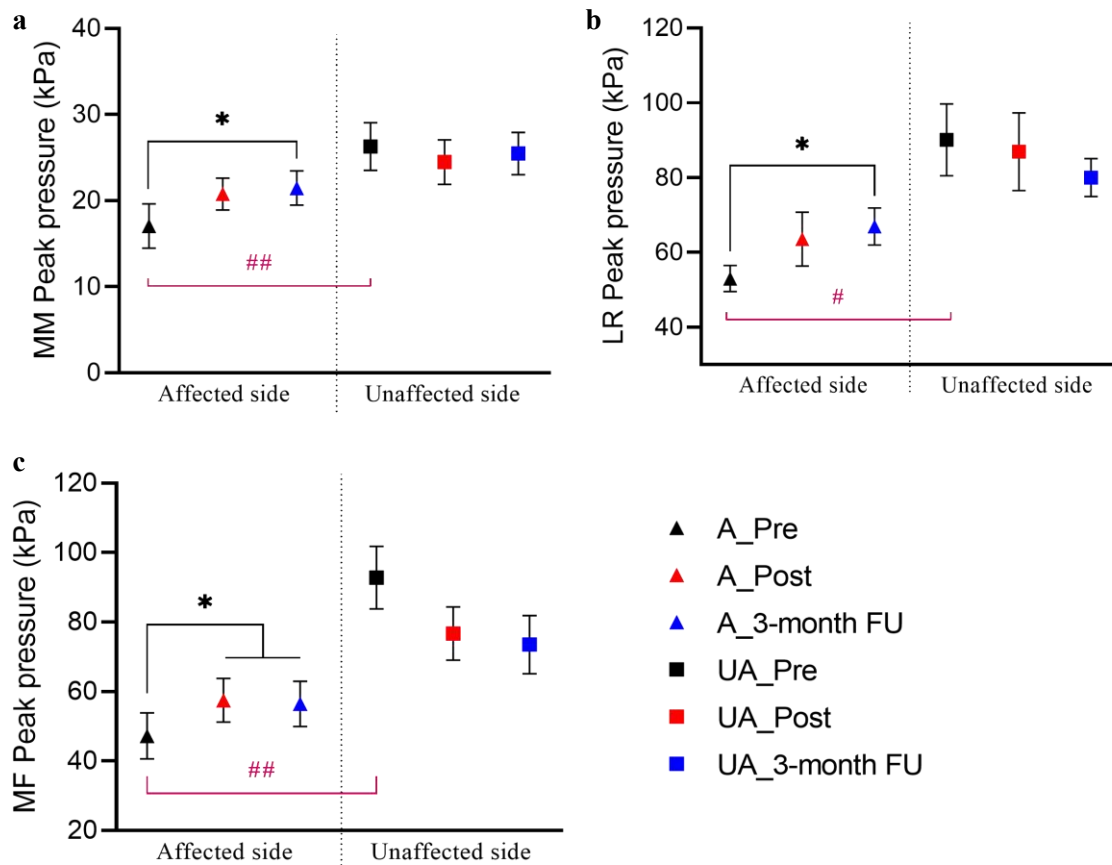 a
MM Peak pressure (kPa)
40
30
20
10
0
*
##
Affected side
Unaffected side
b
LR Peak pressure (kPa)
120
100
80
60
40
*
#
Affected side
Unaffected side
c
MF Peak pressure (kPa)
120
100
80
60
40
20
*
##
Affected side
Unaffected side
A_Pre
A_Post
A_3-month FU
UA_Pre
UA_Post
UA_3-month FU